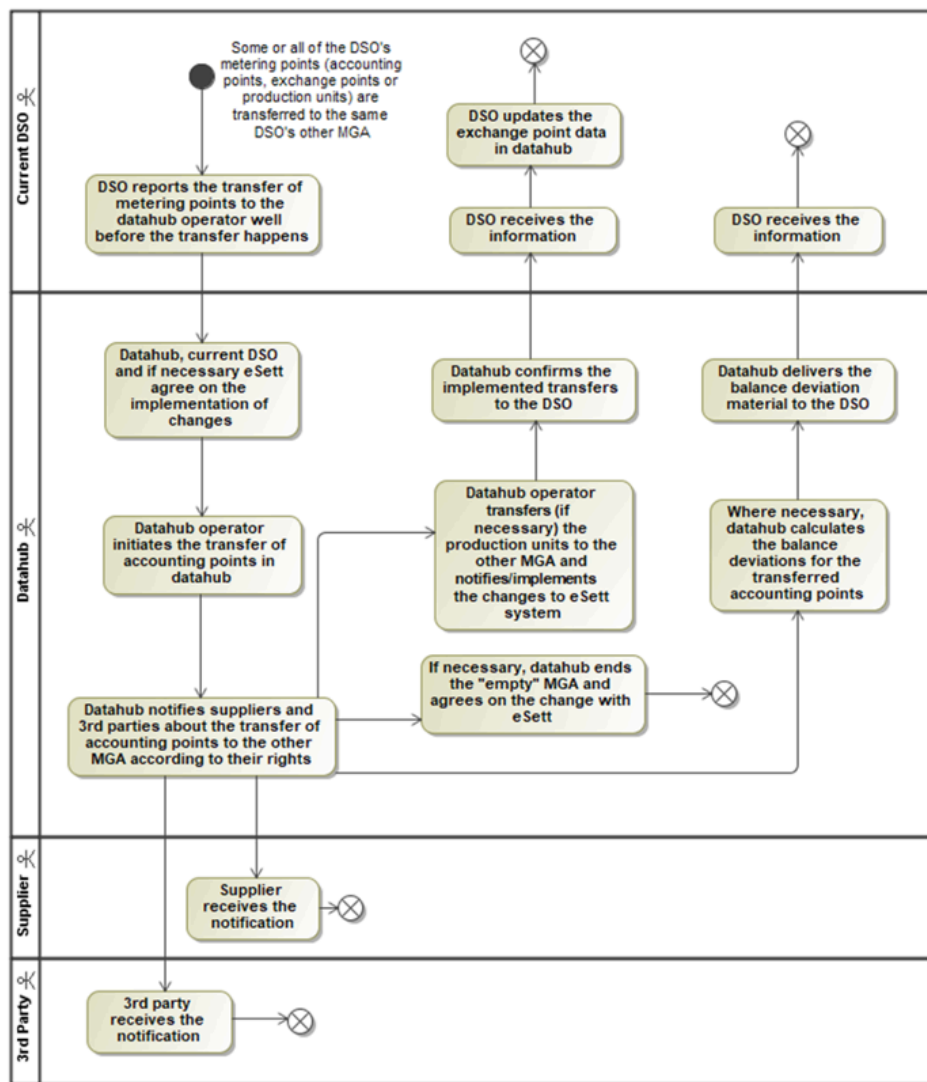 Current DSO
Some or all of the DSO's
metering points (accounting
points, exchange points or
production units) are
transferred to the same
DSO's other MGA
DSO reports the transfer of
metering points to the
datahub operator well
before the transfer happens
DSO updates the
exchange point data
in datahub
DSO receives the
information
DSO receives the
information
Datahub
Datahub, current DSO
and if necessary eSett
agree on the
implementation of
changes
Datahub confirms the
implemented transfers
to the DSO
Datahub delivers the
balance deviation
material to the DSO
Datahub operator
initiates the transfer of
accounting points in
datahub
Datahub operator
transfers (if
necessary) the
production units to the
other MGA and
notifies/implements
the changes to eSett
system
Where necessary,
datahub calculates
the balance
deviations for the
transferred
accounting points
If necessary, datahub ends
the "empty" MGA and
agrees on the change with
eSett
Datahub notifies suppliers and
3rd parties about the transfer of
accounting points to the other
MGA according to their rights
Supplier
Supplier
receives the
notification
3rd Party
3rd party
receives the
notification